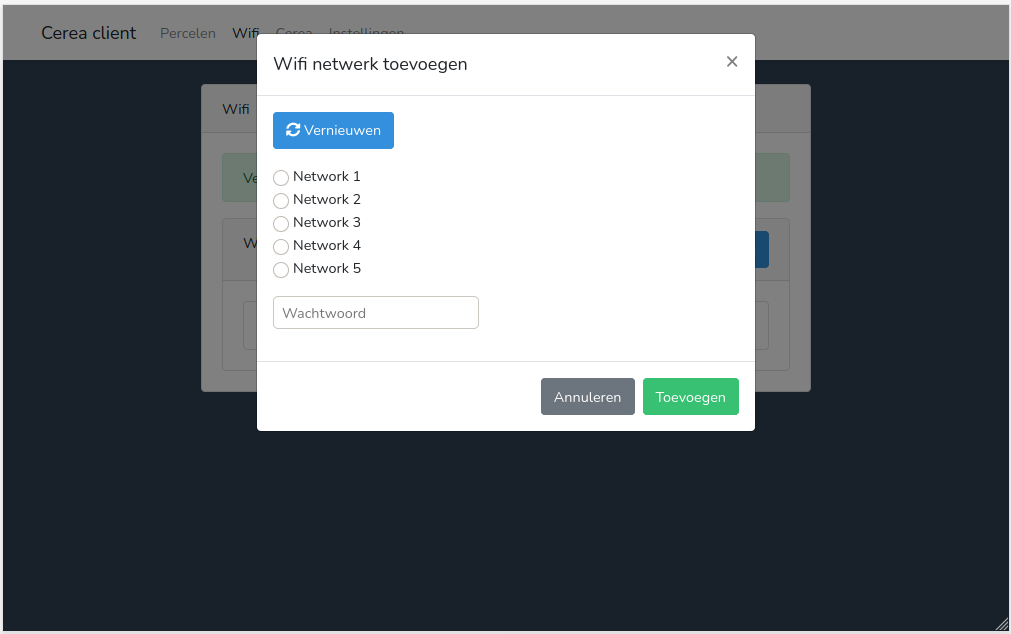 Cerea client Percelen Wifi Cerea Instellingen
Wifi netwerk toevoegen ×
Wifi
Vernieuwen
Network 1
Network 2
Network 3
Network 4
Network 5
Wachtwoord
Annuleren Toevoegen